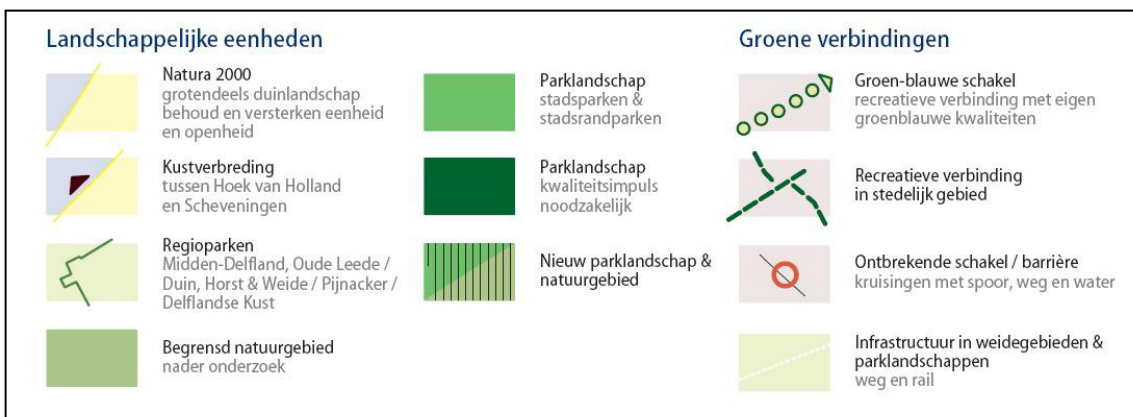 Landschappelijke eenheden
Natura 2000
grotendeels duinlandschap
behoud en versterken eenheid
en openheid
Kustverbreding
tussen Hoek van Holland
en Scheveningen
Regioparken
Midden-Delfland, Oude Leede /
Duin, Horst & Weide / Pijnacker /
Delflandse Kust
Begrensd natuurgebied
nader onderzoek
Parklandschap
stadsparken &
stadsrandparken
Parklandschap
kwaliteitsimpuls
noodzakelijk
Nieuw parklandschap &
natuurgebied
Groene verbindingen
Groen-blauwe schakel
recreatieve verbinding met eigen
groenblauwe kwaliteiten
Recreatieve verbinding
in stedelijk gebied
Ontbrekende schakel / barrière
kruisingen met spoor, weg en water
Infrastructuur in weidegebieden &
parklandschappen
weg en rail